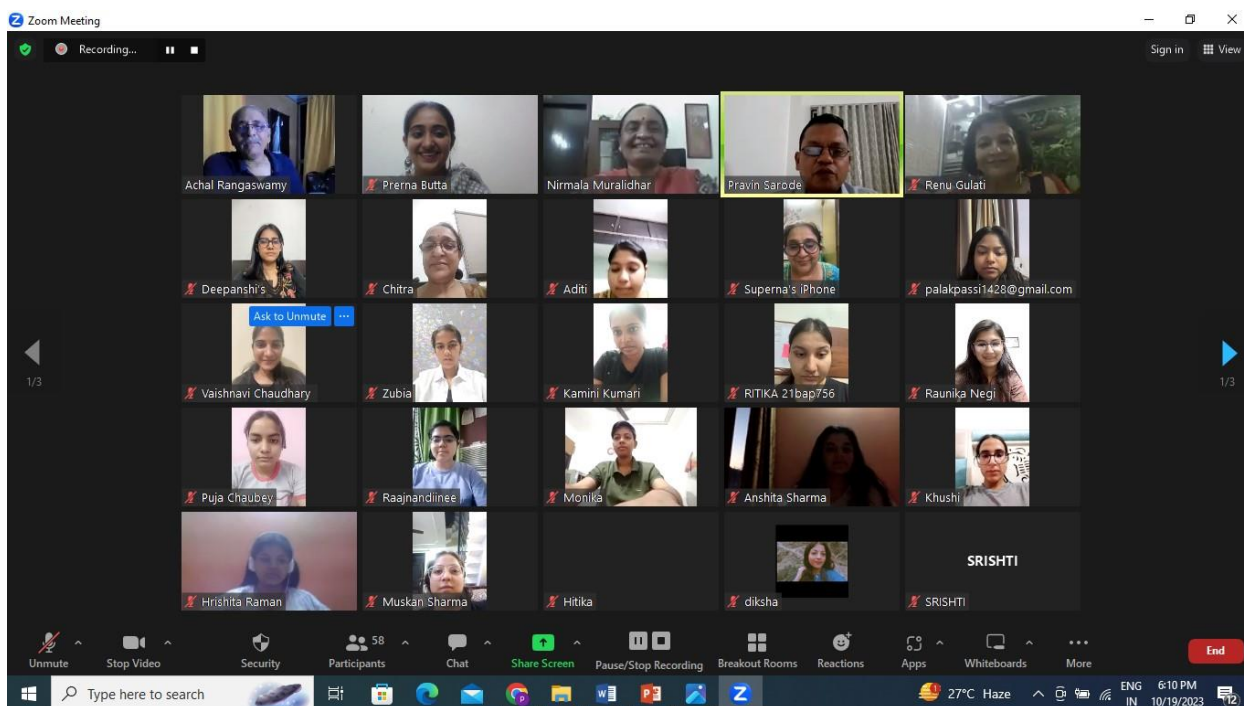 Zoom Meeting
Recording...
Sign in
View
Achal Rangaswamy
Prerna Butta
Nirmala Muralidhar
Pravin Sarode
Renu Gulati
Deepanshi's
Chitra
Aditi
Superna's iPhone
palakpassi1428@gmail.com
Ask to Unmute
...
Vaishnavi Chaudhary
Zubia
Kamini Kumari
RITIKA 21bap756
Raunika Negi
1/3
1/3
Puja Chaubey
Raajnandiinee
Monika
Anshita Sharma
Khushi
SRISHTI
Hrishita Raman
Muskan Sharma
Hitika
diksha
SRISHTI
58
Unmute
Stop Video
Security
Participants
Chat
Share Screen
Pause/Stop Recording
Breakout Rooms
Reactions
Apps
Whiteboards
More
End
Type here to search
27°C Haze
ENG
IN
6:10 PM
10/19/2023
12